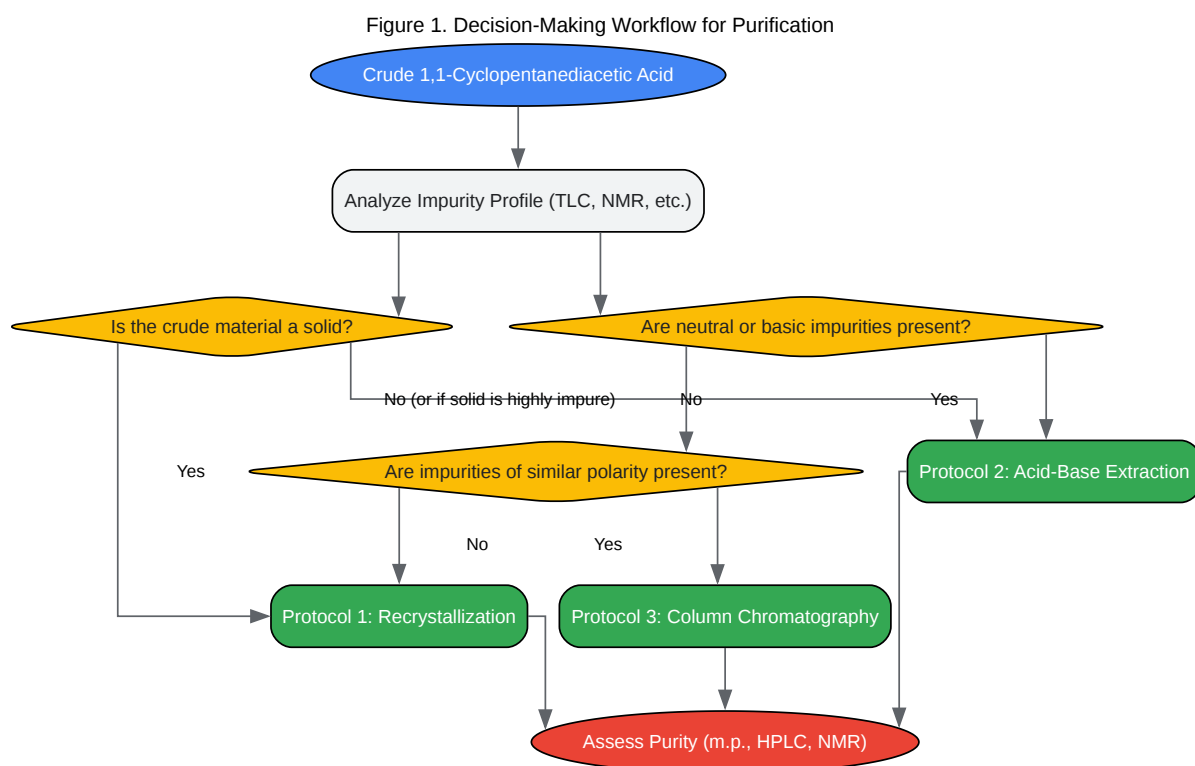 Figure 1. Decision-Making Workflow for Purification
Crude 1,1-Cyclopentanediacetic Acid
Analyze Impurity Profile (TLC, NMR, etc.)
Is the crude material a solid?
Are neutral or basic impurities present?
No (or if solid is highly impure)
No
Yes
Yes
Are impurities of similar polarity present?
Protocol 2: Acid-Base Extraction
No
Yes
Protocol 1: Recrystallization
Protocol 3: Column Chromatography
Assess Purity (m.p., HPLC, NMR)